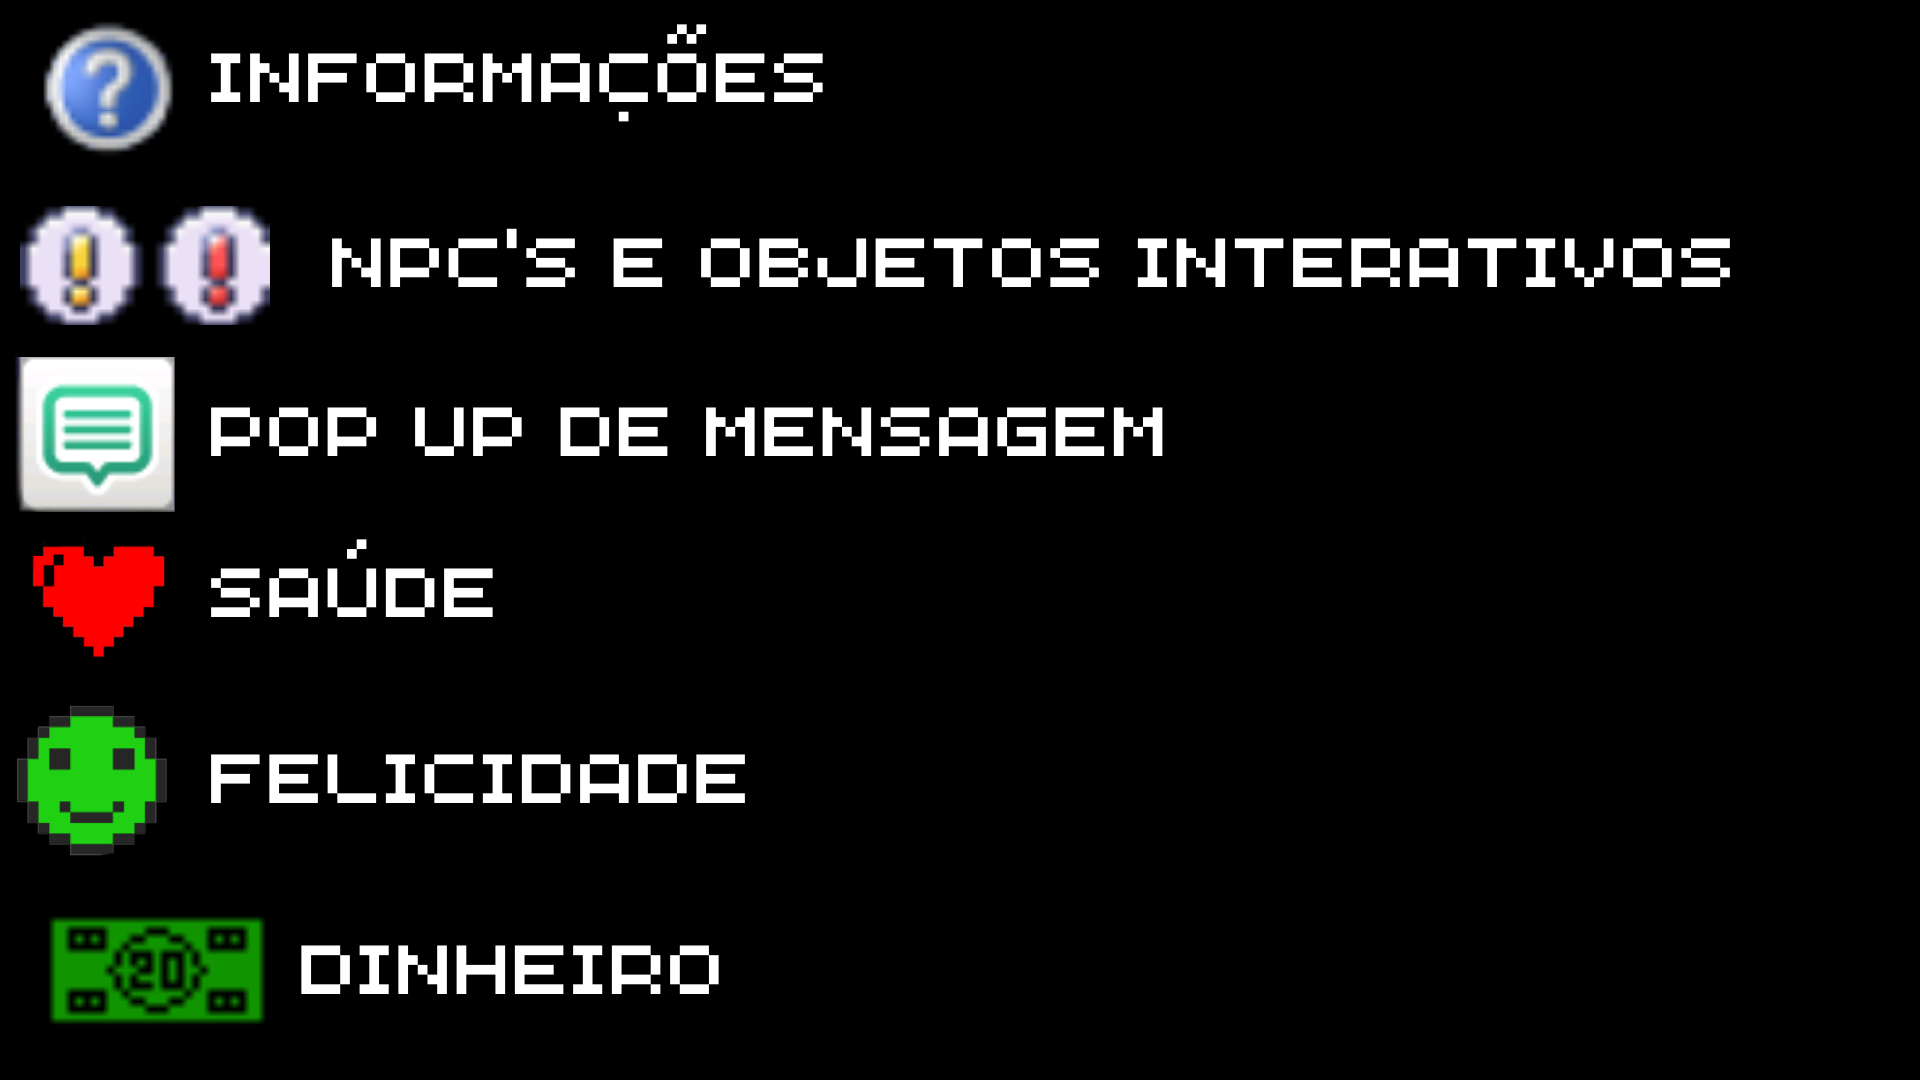 ?
INFORMAÇÕES
! ! NPC'S E OBJETOS INTERATIVOS
POP UP DE MENSAGEM
SAÚDE
FELICIDADE
20 DINHEIRO